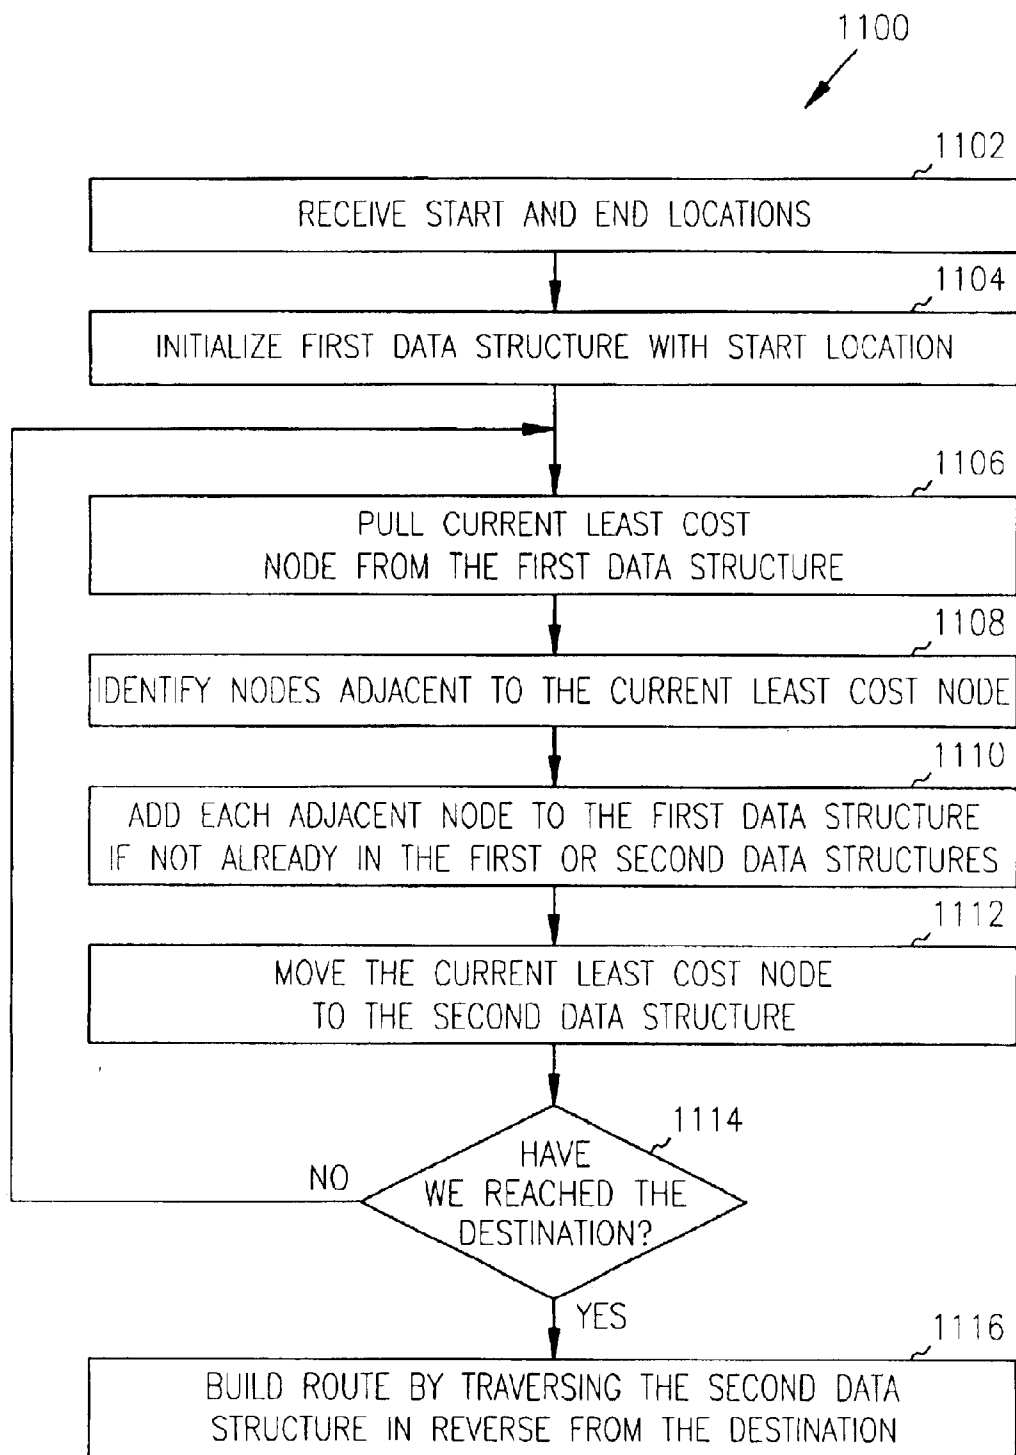 1100
1102
RECEIVE START AND END LOCATIONS
1104
INITIALIZE FIRST DATA STRUCTURE WITH START LOCATION
1106
PULL CURRENT LEAST COST
NODE FROM THE FIRST DATA STRUCTURE
1108
IDENTIFY NODES ADJACENT TO THE CURRENT LEAST COST NODE
1110
ADD EACH ADJACENT NODE TO THE FIRST DATA STRUCTURE
IF NOT ALREADY IN THE FIRST OR SECOND DATA STRUCTURES
1112
MOVE THE CURRENT LEAST COST NODE
TO THE SECOND DATA STRUCTURE
1114
HAVE
WE REACHED THE
DESTINATION?
NO
YES
1116
BUILD ROUTE BY TRAVERSING THE SECOND DATA
STRUCTURE IN REVERSE FROM THE DESTINATION